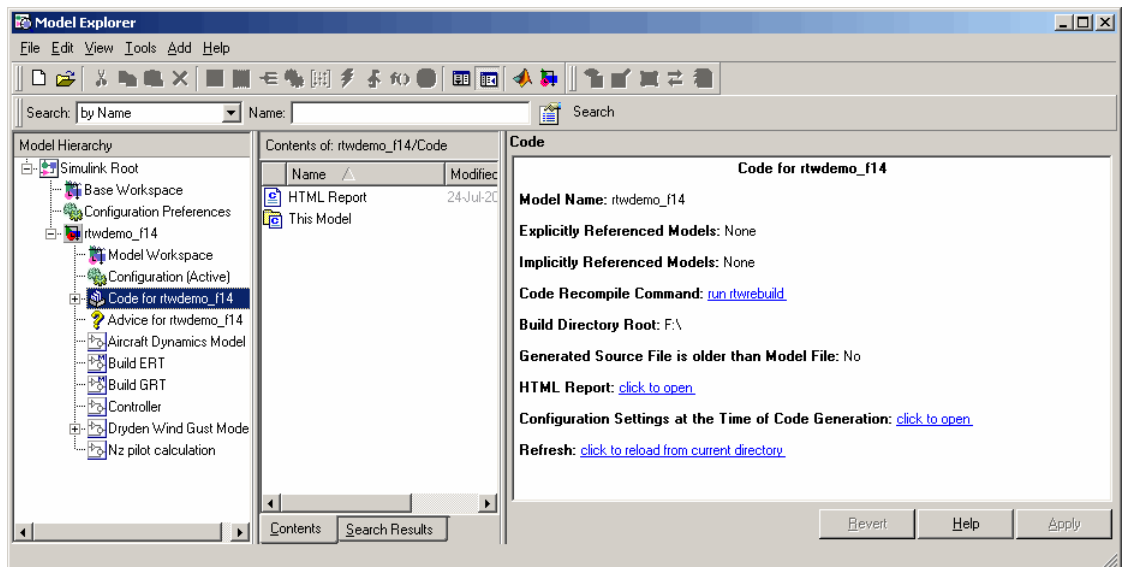 Model Explorer
File Edit View Tools Add Help
Search: by Name Name: Search
Model Hierarchy
Simulink Root
Base Workspace
Configuration Preferences
rtwdemo_f14
Model Workspace
Configuration (Active)
Code for rtwdemo_f14
Advice for rtwdemo_f14
Aircraft Dynamics Model
Build ERT
Build GRT
Controller
Dryden Wind Gust Mode
Nz pilot calculation
Contents of: rtwdemo_f14/Code
Name Modified
HTML Report 24-Jul-20
This Model
Contents Search Results
Code
Code for rtwdemo_f14
Model Name: rtwdemo_f14
Explicitly Referenced Models: None
Implicitly Referenced Models: None
Code Recompile Command: run rtwrebuild
Build Directory Root: F:\
Generated Source File is older than Model File: No
HTML Report: click to open
Configuration Settings at the Time of Code Generation: click to open
Refresh: click to reload from current directory
Revert Help Apply